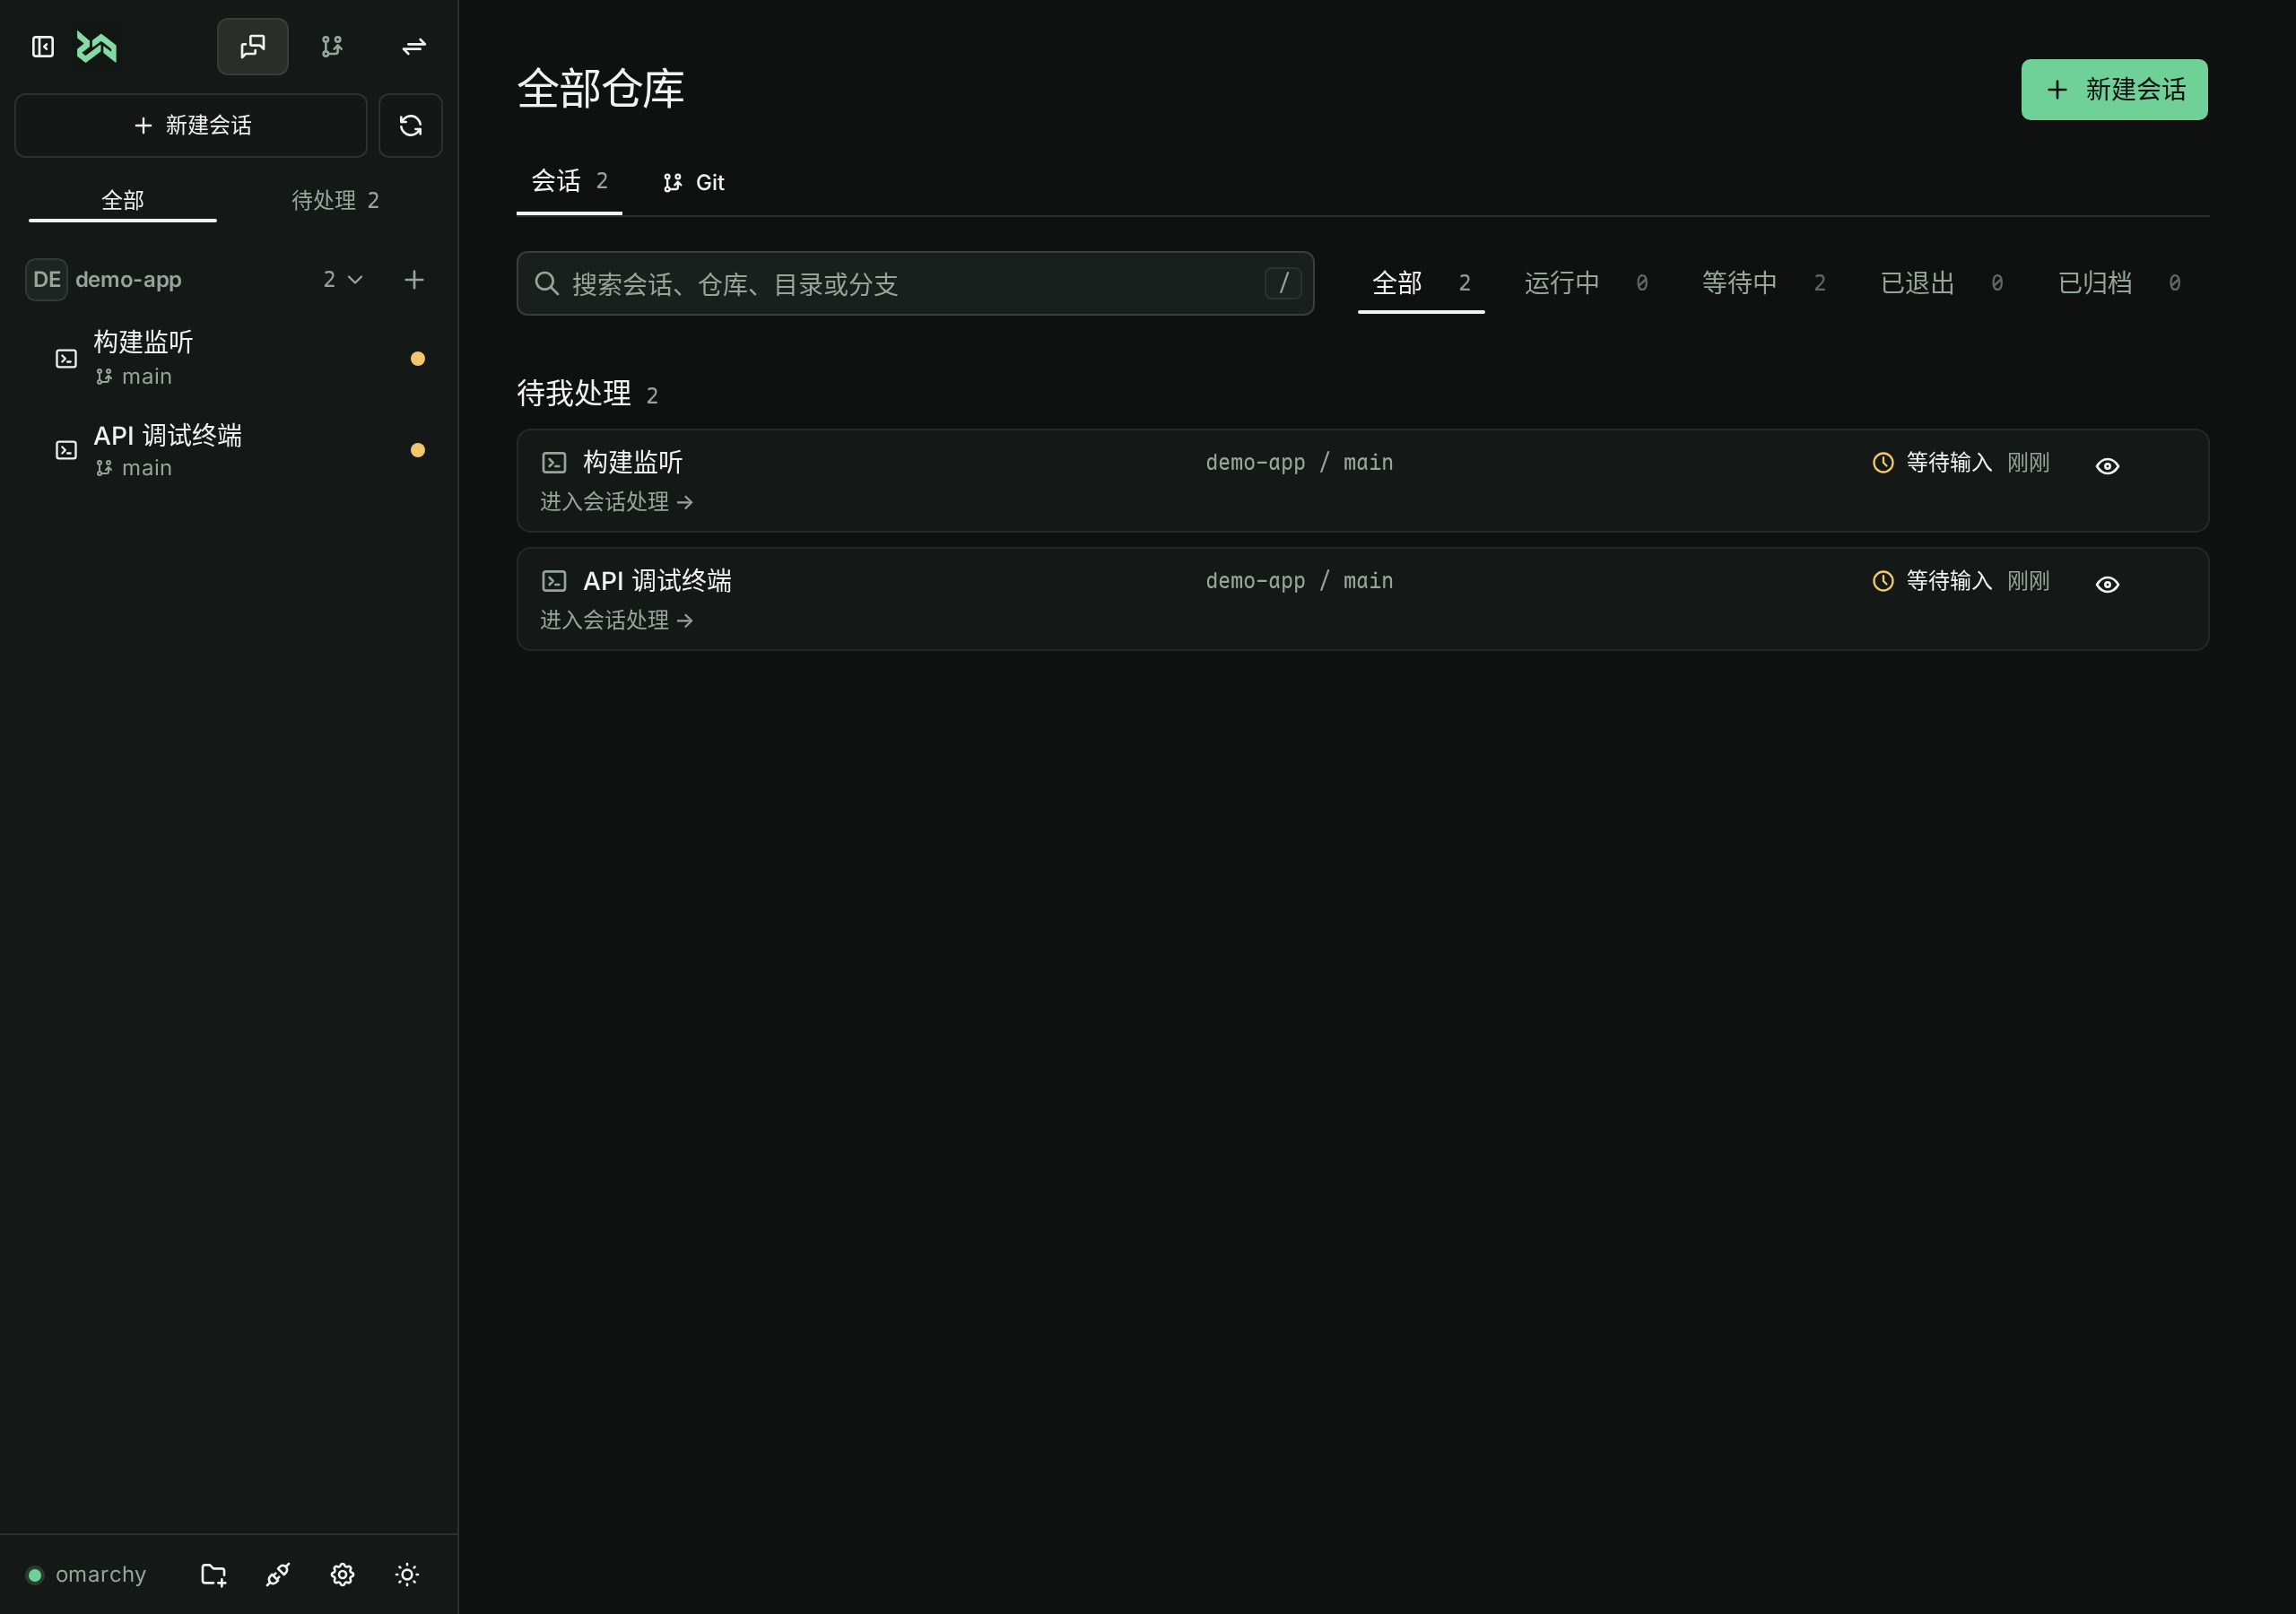 新建会话
全部
待处理 2
DE demo-app 2
构建监听
main
API 调试终端
main
omarchy
全部仓库
新建会话
会话 2
Git
搜索会话、仓库、目录或分支 /
全部 2
运行中 0
等待中 2
已退出 0
已归档 0
待我处理 2
构建监听 demo-app / main 等待输入 刚刚
进入会话处理 →
API 调试终端 demo-app / main 等待输入 刚刚
进入会话处理 →